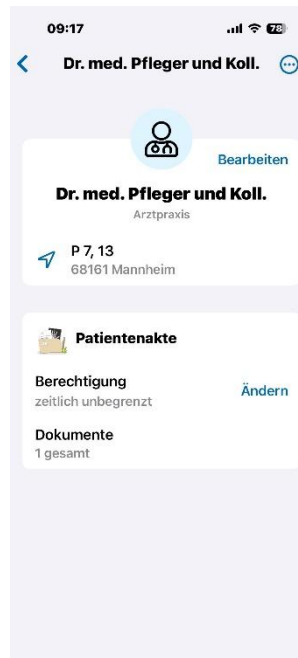 09:17
78
Dr. med. Pfleger und Koll.
Bearbeiten
Dr. med. Pfleger und Koll.
Arztpraxis
P 7, 13
68161 Mannheim
Patientenakte
Berechtigung
zeitlich unbegrenzt
Ändern
Dokumente
1 gesamt